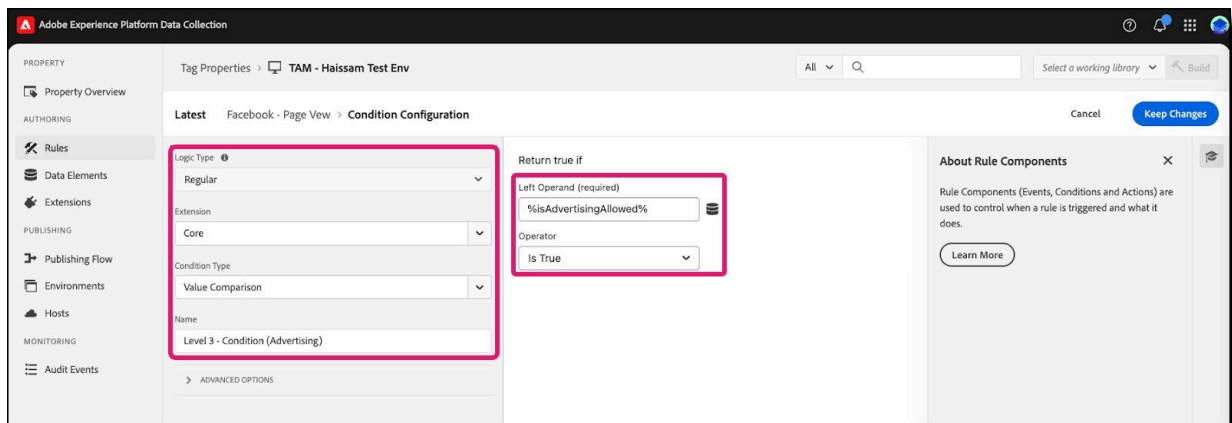 Adobe Experience Platform Data Collection
PROPERTY
Property Overview
AUTHORING
Rules
Data Elements
Extensions
PUBLISHING
Publishing Flow
Environments
Hosts
MONITORING
Audit Events
Tag Properties > TAM - Haissam Test Env
All
Select a working library
Build
Latest Facebook - Page Vew > Condition Configuration
Cancel
Keep Changes
Logic Type
Regular
Extension
Core
Condition Type
Value Comparison
Name
Level 3 - Condition (Advertising)
> ADVANCED OPTIONS
Return true if
Left Operand (required)
%isAdvertisingAllowed%
Operator
Is True
About Rule Components
Rule Components (Events, Conditions and Actions) are
used to control when a rule is triggered and what it
does.
Learn More